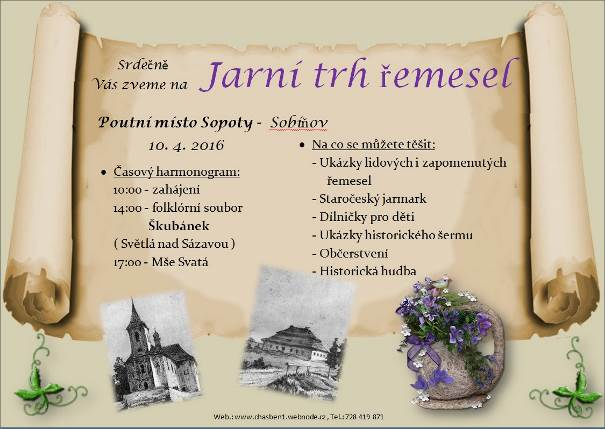 Srdečně
Vás zveme na
Jarní trh řemesel
Poutní místo Sopoty - Sobíňov
10. 4. 2016
• Časový harmonogram:
10:00 - zahájení
14:00 - folklórní soubor
Škubánek
( Světlá nad Sázavou )
17:00 - Mše Svatá
• Na co se můžete těšit:
- Ukázky lidových i zapomenutých
řemesel
- Staročeský jarmark
- Dílničky pro děti
- Ukázky historického šermu
- Občerstvení
- Historická hudba
Web.: www.chasbent.webnode.cz, Tel.: 728 419 871